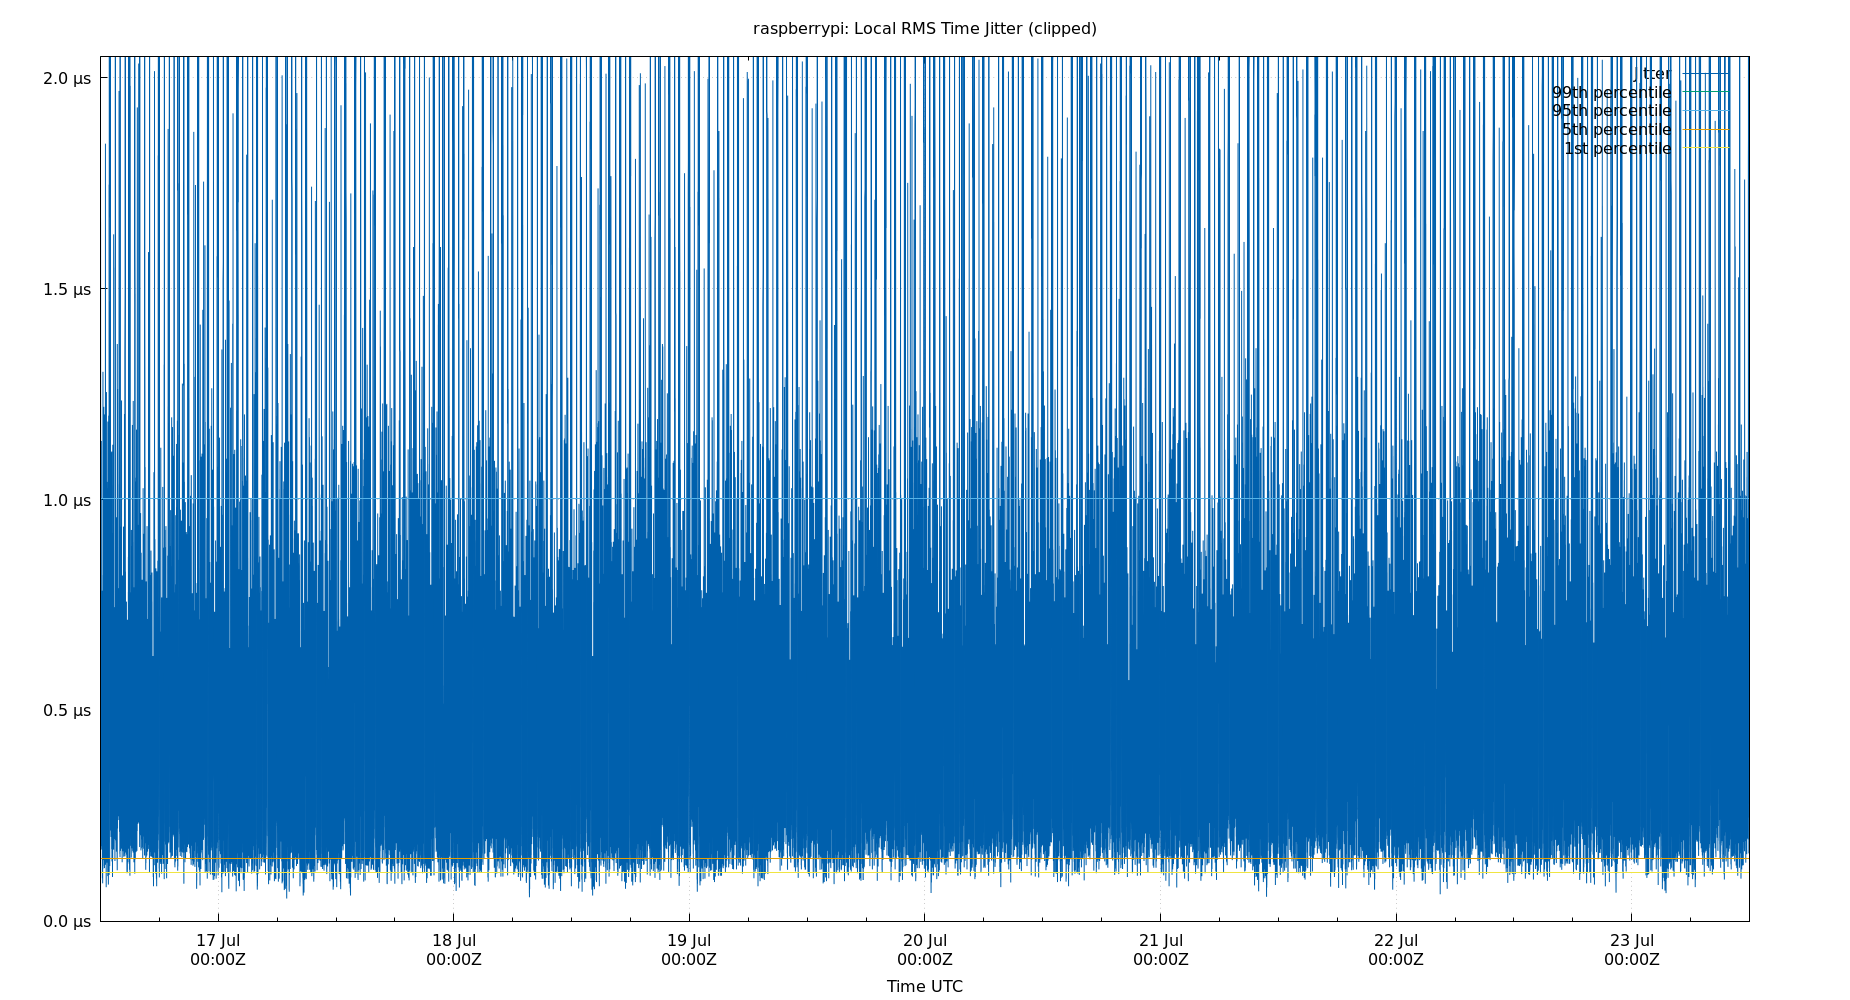 raspberrypi: Local RMS Time Jitter (clipped)
2.0 µs
1.5 µs
1.0 µs
0.5 µs
0.0 µs
jitter
99th percentile
95th percentile
5th percentile
1st percentile
17 Jul
00:00Z
18 Jul
00:00Z
19 Jul
00:00Z
20 Jul
00:00Z
21 Jul
00:00Z
22 Jul
00:00Z
23 Jul
00:00Z
Time UTC